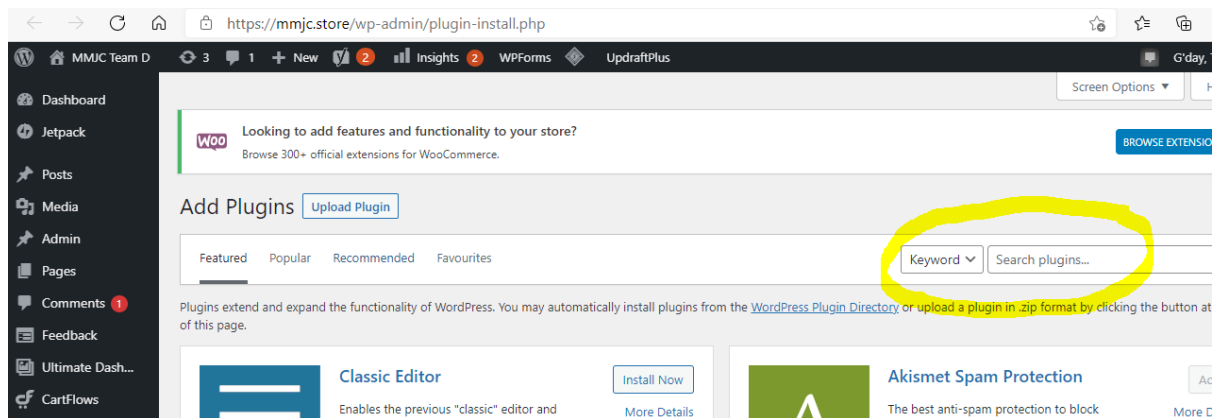 https://mmjc.store/wp-admin/plugin-install.php
MMJC Team D 3 1 New 2 Insights 2 WPForms UpdraftPlus G'day,
Screen Options
Dashboard
Jetpack
Posts
Media
Admin
Pages
Comments 1
Feedback
Ultimate Dash...
CartFlows
Woo
Looking to add features and functionality to your store?
Browse 300+ official extensions for WooCommerce.
BROWSE EXTENSIO
Add Plugins Upload Plugin
Featured Popular Recommended Favourites Keyword Search plugins...
Plugins extend and expand the functionality of WordPress. You may automatically install plugins from the WordPress Plugin Directory or upload a plugin in .zip format by clicking the button at
of this page.
Classic Editor Install Now
Enables the previous "classic" editor and More Details
Akismet Spam Protection
The best anti-spam protection to block More D